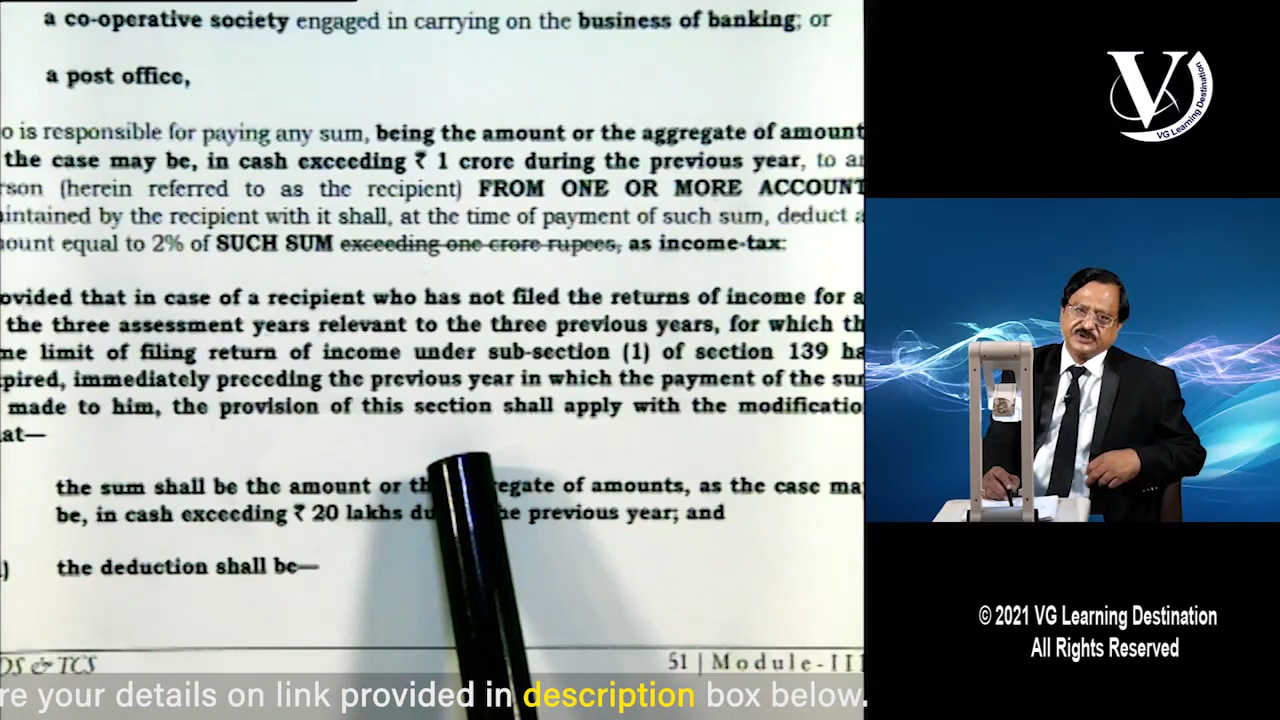 a co-operative society engaged in carrying on the business of banking; or
a post office,
o is responsible for paying any sum, being the amount or the aggregate of amount
the case may be, in cash exceeding ₹ 1 crore during the previous year, to an
rson (herein referred to as the recipient) FROM ONE OR MORE ACCOUNT
intained by the recipient with it shall, at the time of payment of such sum, deduct a
ount equal to 2% of SUCH SUM exceeding one crore rupees, as income-tax:
ovided that in case of a recipient who has not filed the returns of income for a
the three assessment years relevant to the three previous years, for which th
me limit of filing return of income under sub-section (1) of section 139 ha
pired, immediately preceding the previous year in which the payment of the sum
made to him, the provision of this section shall apply with the modificatio
at—
the sum shall be the amount or th regate of amounts, as the case may
be, in cash exceeding ₹ 20 lakhs du he previous year; and
) the deduction shall be—
DS & TCS
51 | Module-III
re your details on link provided in description box below.
V
VG Learning Destination
© 2021 VG Learning Destination
All Rights Reserved